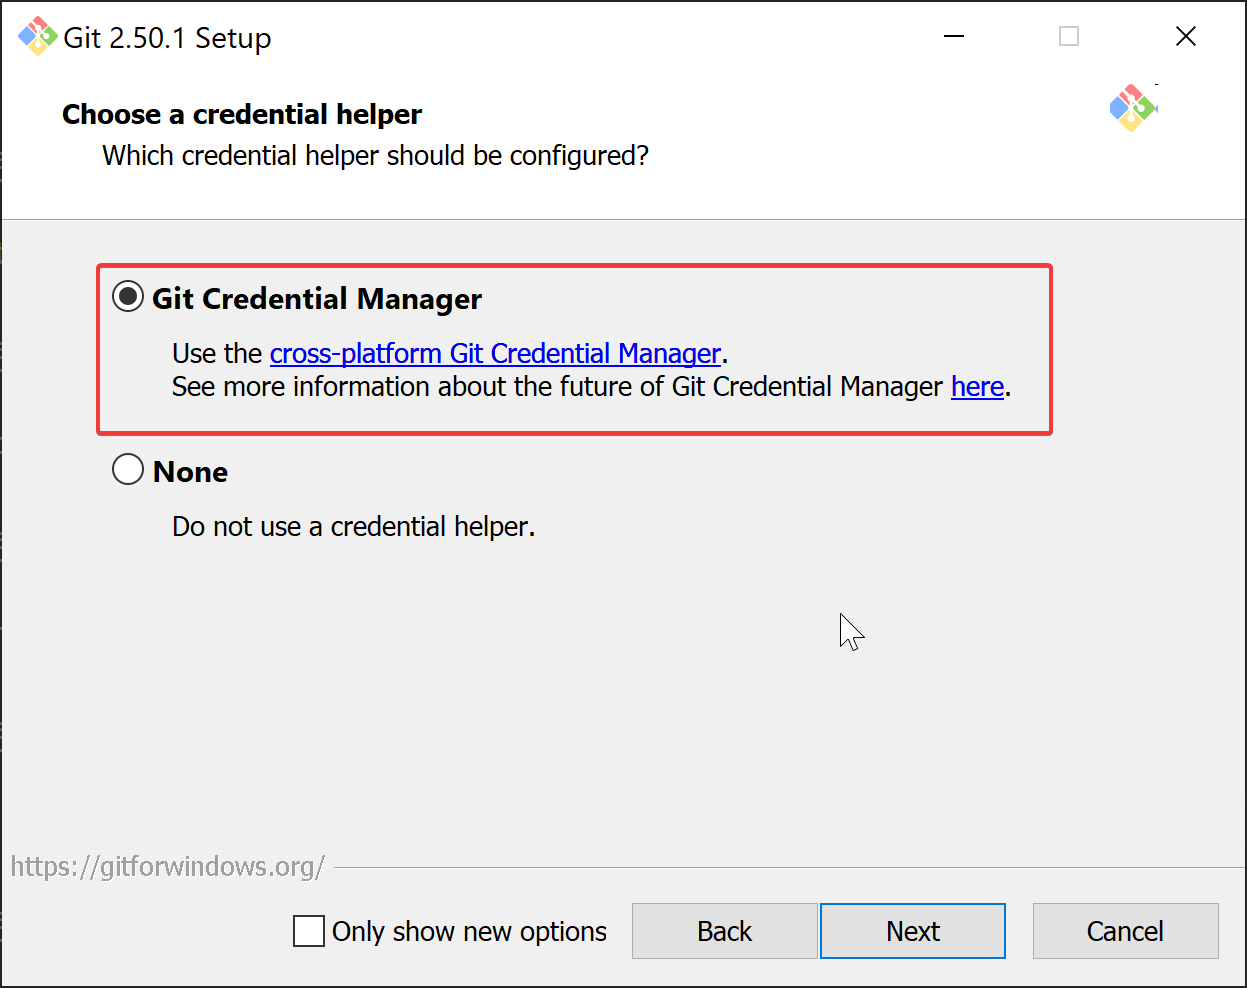 Git 2.50.1 Setup
Choose a credential helper
Which credential helper should be configured?
Git Credential Manager
Use the cross-platform Git Credential Manager.
See more information about the future of Git Credential Manager here.
None
Do not use a credential helper.
https://gitforwindows.org/
Only show new options
Back
Next
Cancel